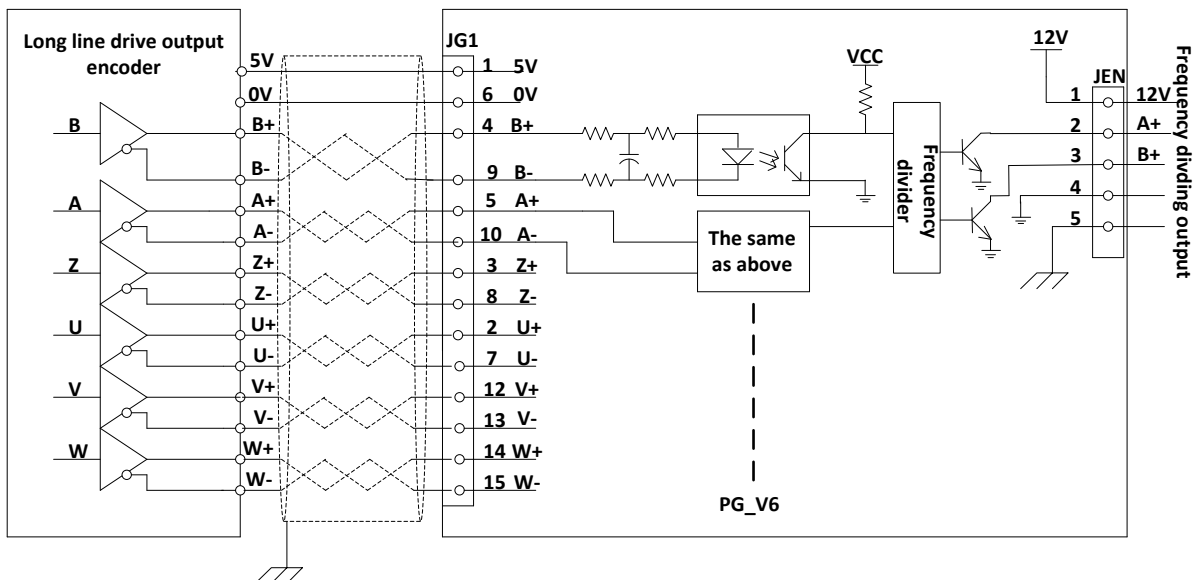 Long line drive output
encoder
5V
0V
B
B+
B-
A
A+
A-
Z
Z+
Z-
U
U+
U-
V
V+
V-
W
W+
W-
JG1
1 5V
6 0V
4 B+
9 B-
5 A+
10 A-
3 Z+
8 Z-
2 U+
7 U-
12 V+
13 V-
14 W+
15 W-
VCC
The same
as above
PG_V6
Frequency
divider
12V
JEN
1 12V
2 A+
3 B+
4
5
Frequency divding output